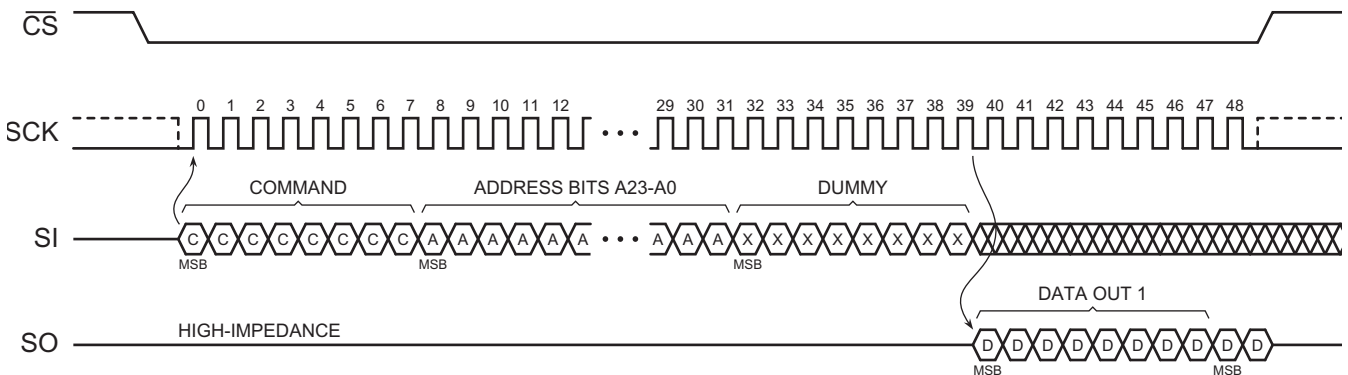 CS
0 1 2 3 4 5 6 7 8 9 10 11 12 29 30 31 32 33 34 35 36 37 38 39 40 41 42 43 44 45 46 47 48
SCK • • •
COMMAND ADDRESS BITS A23-A0 DUMMY
SI C C C C C C C C A A A A A A • • • A A A X X X X X X X X
MSB MSB MSB
DATA OUT 1
HIGH-IMPEDANCE
SO D D D D D D D D D D
MSB MSB